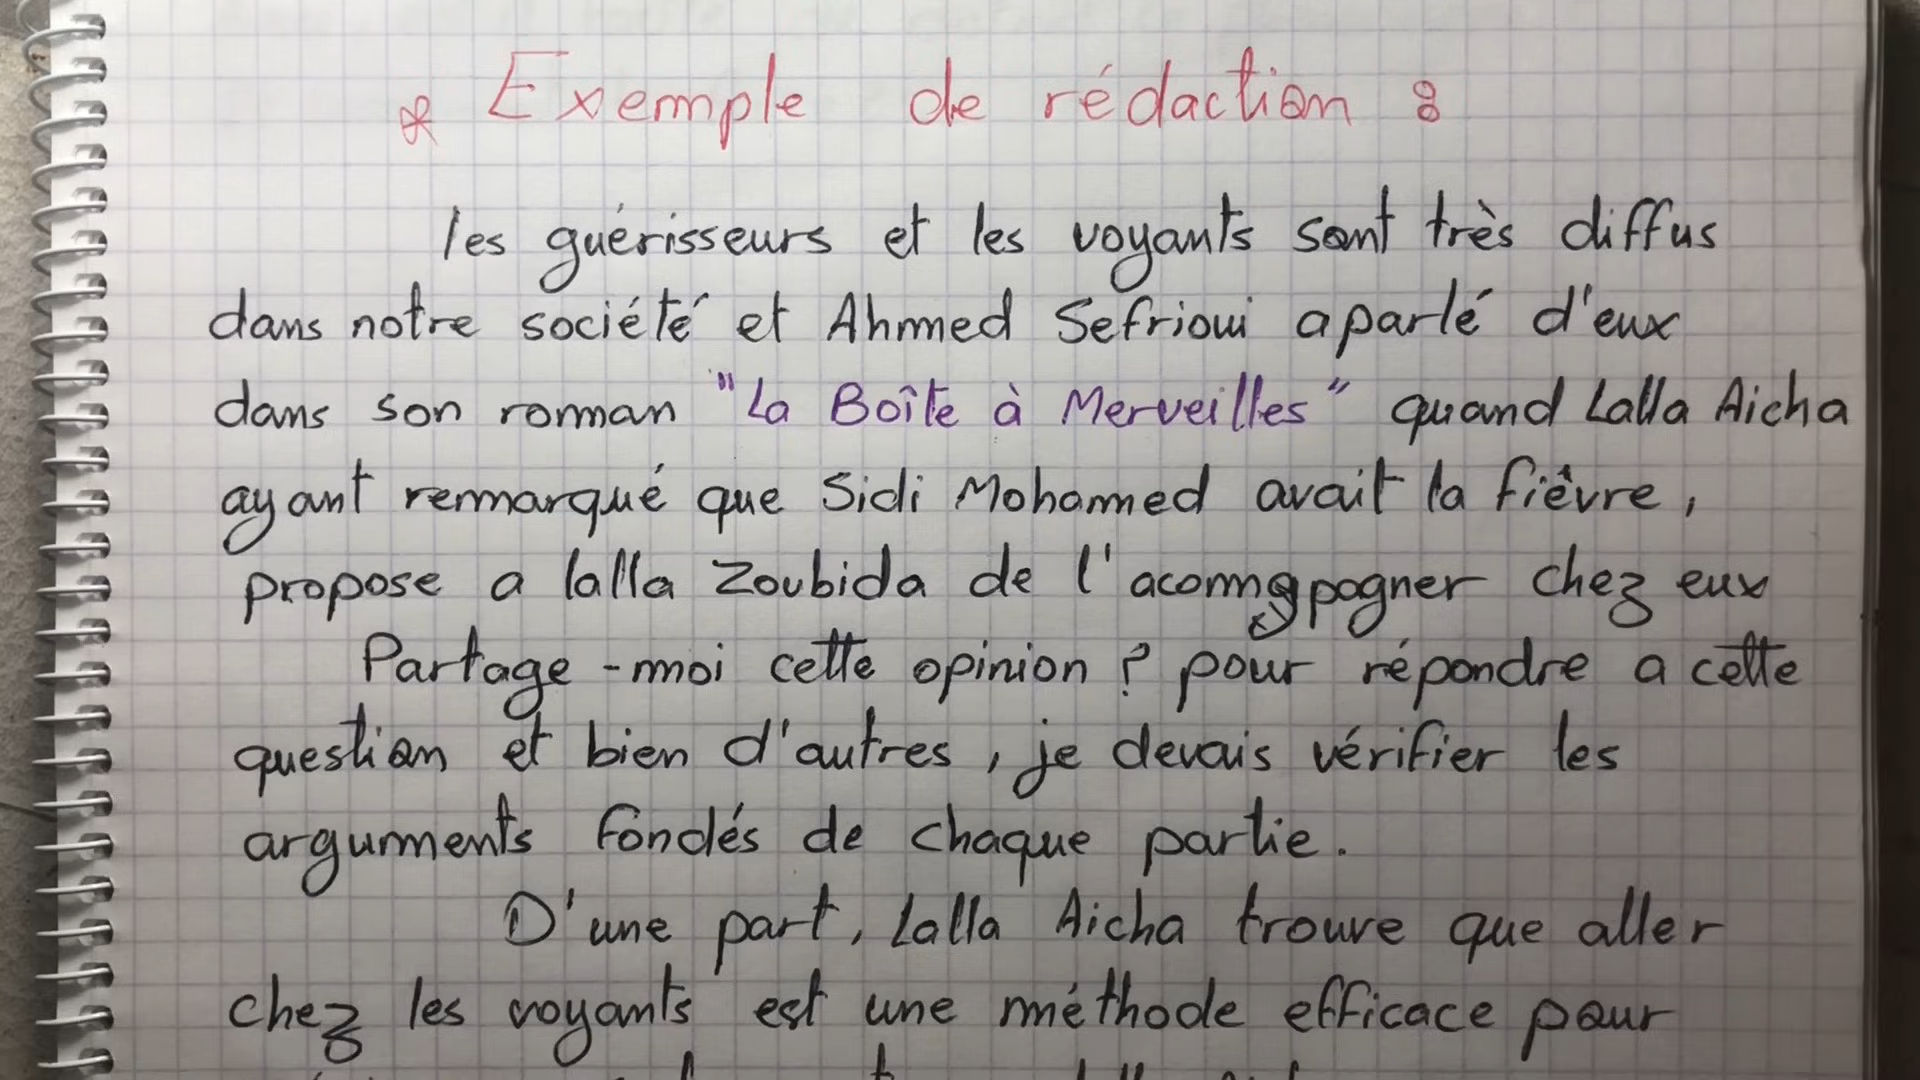 * Exemple de rédaction :
les guérisseurs et les voyants sont très diffus
dans notre société et Ahmed Sefrioui a parlé d'eux
dans son roman "La Boîte à Merveilles" quand Lalla Aicha
ayant remarqué que Sidi Mohammed avait la fièvre,
propose a lalla Zoubida de l'acommpagner chez eux
Partage-moi cette opinion ? pour répondre a cette
question et bien d'autres, je devais vérifier les
arguments fondés de chaque partie.
D'une part, Lalla Aicha trouve que aller
chez les voyants est une méthode efficace pour